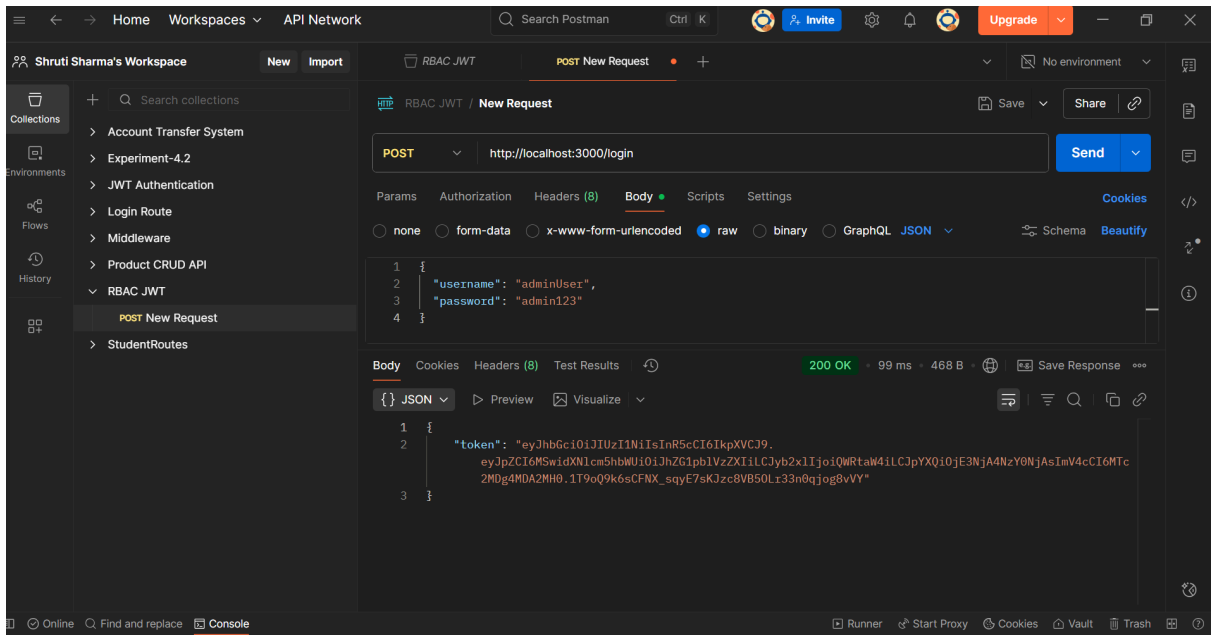 Home Workspaces API Network Search Postman Ctrl K Invite Upgrade
Shruti Sharma's Workspace New Import RBAC JWT POST New Request No environment
Collections
Search collections
HTTP RBAC JWT / New Request Save Share
Account Transfer System
Experiment-4.2
POST http://localhost:3000/login Send
Environments
JWT Authentication
Params Authorization Headers (8) Body Scripts Settings Cookies
Login Route
Flows
Middleware
none form-data x-www-form-urlencoded raw binary GraphQL JSON Schema Beautify
Product CRUD API
1 {
History
RBAC JWT
2 "username": "adminUser",
3 "password": "admin123"
POST New Request
4 }
StudentRoutes
Body Cookies Headers (8) Test Results 200 OK 99 ms 468 B e.g. Save Response
{} JSON Preview Visualize
1 {
2 "token": "eyJhbGciOiJIUzI1NiIsInR5cCI6IkpXVCJ9.
eyJpZCI6MSwidXNlcm5hbWUiOiJhZG1pblVzZXIiLCJyb2xlIjoiQWRtaW4iLCJpYXQiOjE3NjA4NzY0NjAsImV4cCI6MTc
2MDg4MDA2MH0.1T9oQ9k6sCFNX_sqyE7sKJzc8VB5OLr33n0qjog8vVY"
3 }
Online Find and replace Console Runner Start Proxy Cookies Vault Trash